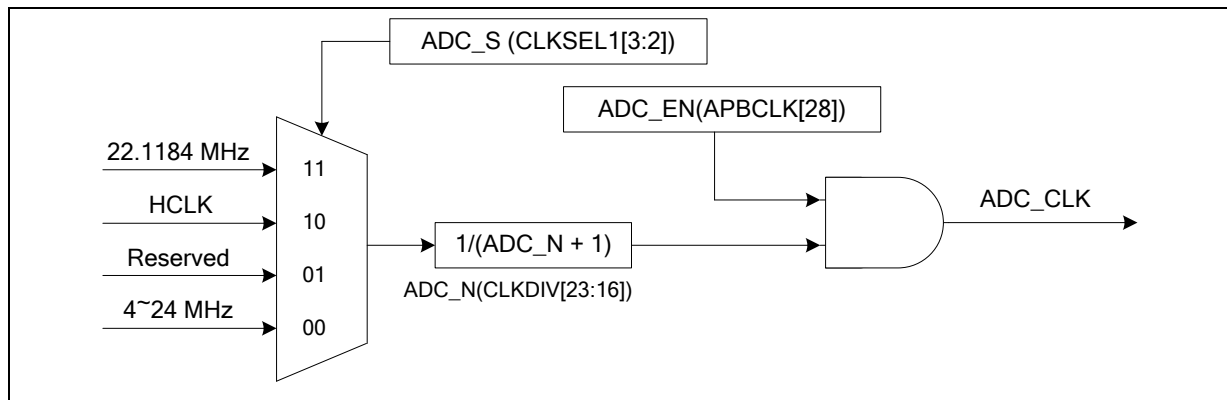 ADC_S (CLKSEL1[3:2])
ADC_EN(APBCLK[28])
22.1184 MHz
11
HCLK
10
Reserved
01
4~24 MHz
00
1/(ADC_N + 1)
ADC_N(CLKDIV[23:16])
ADC_CLK